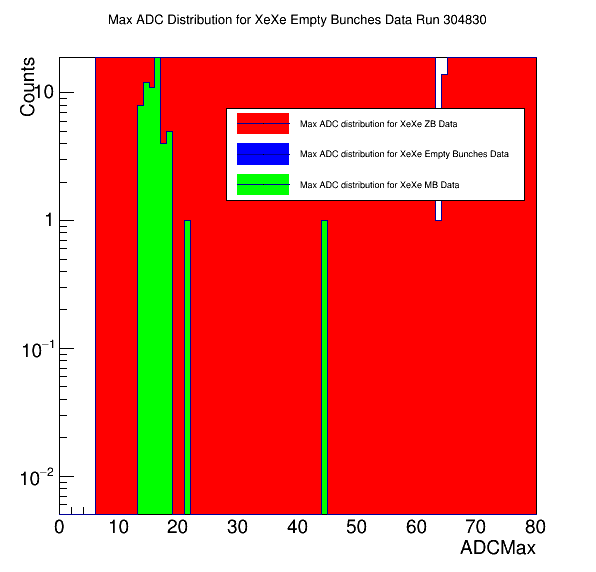 Max ADC Distribution for XeXe Empty Bunches Data Run 304830
Counts
10
1
10⁻¹
10⁻²
Max ADC distribution for XeXe ZB Data
Max ADC distribution for XeXe Empty Bunches Data
Max ADC distribution for XeXe MB Data
0 10 20 30 40 50 60 70 80
ADCMax